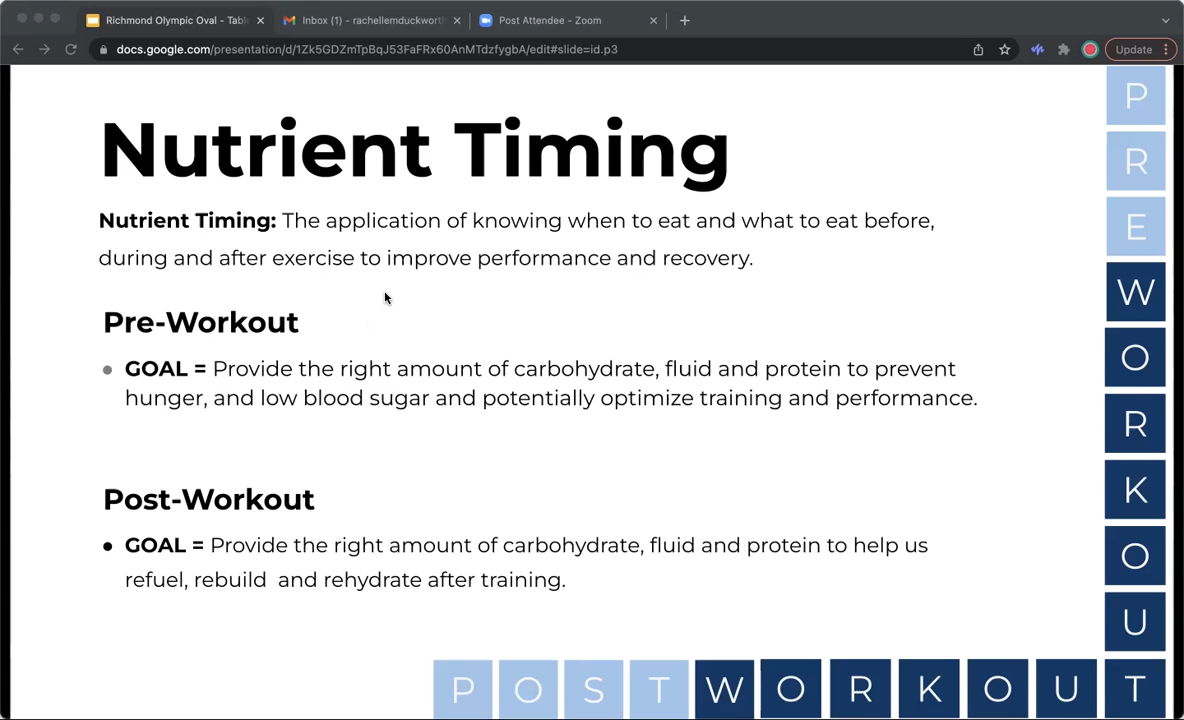 Richmond Olympic Oval - Tabl
Inbox (1) - rachellemduckworth
Post Attendee - Zoom
docs.google.com/presentation/d/1Zk5GDZmTpBqJ53FaFRx60AnMTdzfygbA/edit#slide=id.p3
Update
Nutrient Timing
Nutrient Timing: The application of knowing when to eat and what to eat before,
during and after exercise to improve performance and recovery.
Pre-Workout
GOAL = Provide the right amount of carbohydrate, fluid and protein to prevent
hunger, and low blood sugar and potentially optimize training and performance.
Post-Workout
GOAL = Provide the right amount of carbohydrate, fluid and protein to help us
refuel, rebuild and rehydrate after training.
P
R
E
W
O
R
K
O
U
P O S T W O R K O U T